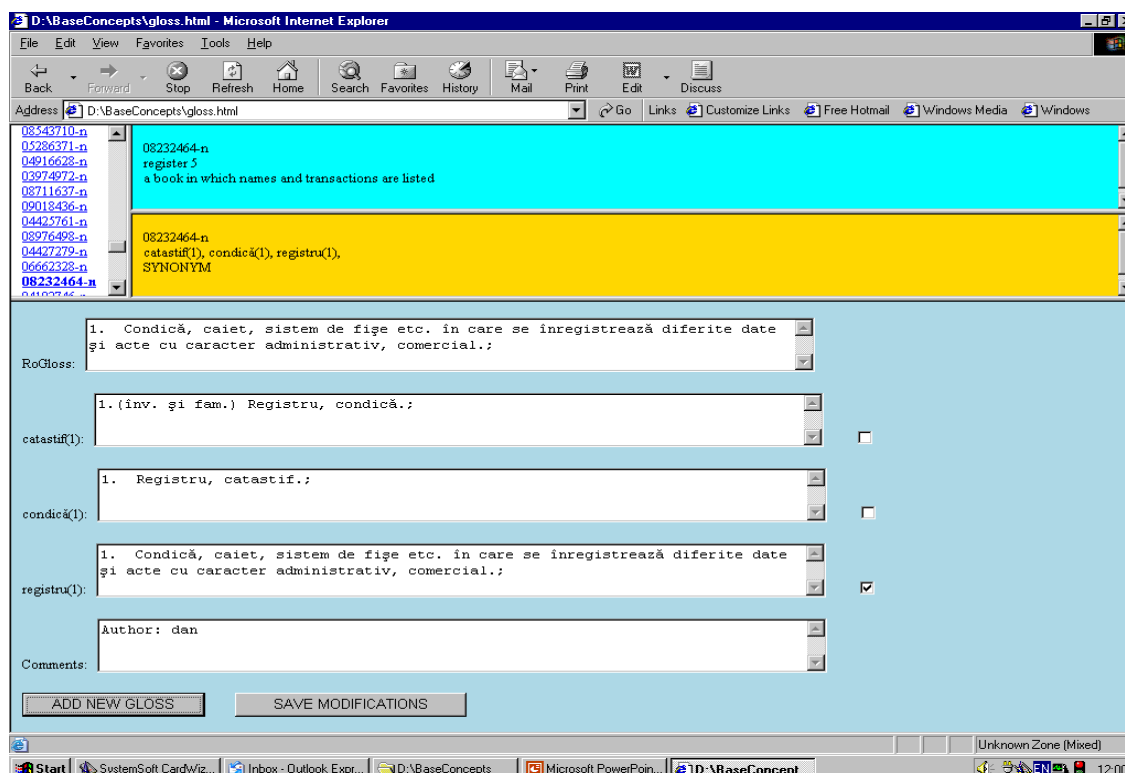 D:\BaseConcepts\gloss.html - Microsoft Internet Explorer
File Edit View Favorites Tools Help
Back Forward Stop Refresh Home Search Favorites History Mail Print Edit Discuss
Address D:\BaseConcepts\gloss.html Go Links Customize Links Free Hotmail Windows Media Windows
08543710-n
05286371-n
04916628-n
03974972-n
08711637-n
09018436-n
04425761-n
08976498-n
04427279-n
06662328-n
08232464-n
08232464-n
register 5
a book in which names and transactions are listed
08232464-n
catastif(1), condică(1), registru(1),
SYNONYM
RoGloss:
1. Condică, caiet, sistem de fişe etc. în care se înregistrează diferite date
şi acte cu caracter administrativ, comercial.;
catastif(1):
1.(înv. şi fam.) Registru, condică.;
condică(1):
1. Registru, catastif.;
registru(1):
1. Condică, caiet, sistem de fişe etc. în care se înregistrează diferite date
şi acte cu caracter administrativ, comercial.;
Comments:
Author: dan
ADD NEW GLOSS SAVE MODIFICATIONS
Unknown Zone (Mixed)
Start SystemSoft CardWiz... Inbox - Outlook Expr... D:\BaseConcepts Microsoft PowerPoin... D:\BaseConcept... EN 12:00